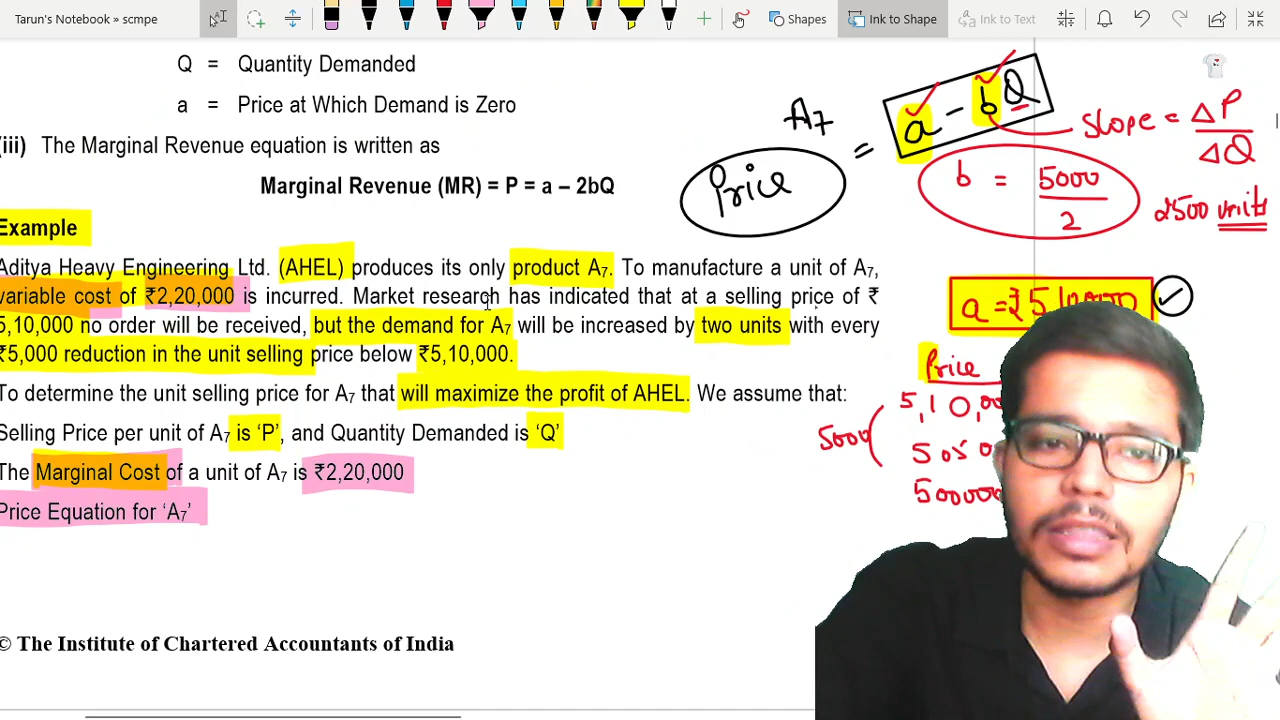 Tarun's Notebook » scmpe
Shapes
Ink to Shape
Ink to Text
Q = Quantity Demanded
a = Price at Which Demand is Zero
(iii) The Marginal Revenue equation is written as
Marginal Revenue (MR) = P = a – 2bQ
A7
Price = a - bQ
slope = ΔP / ΔQ
b = 5000 / 2
2500 units
Example
Aditya Heavy Engineering Ltd. (AHEL) produces its only product A7. To manufacture a unit of A7,
variable cost of ₹2,20,000 is incurred. Market research has indicated that at a selling price of ₹
5,10,000 no order will be received, but the demand for A7 will be increased by two units with every
₹5,000 reduction in the unit selling price below ₹5,10,000.
To determine the unit selling price for A7 that will maximize the profit of AHEL. We assume that:
Selling Price per unit of A7 is 'P', and Quantity Demanded is 'Q'
The Marginal Cost of a unit of A7 is ₹2,20,000
Price Equation for 'A7'
a = ₹510000
Price
5,10,00
5000
5050
500000
© The Institute of Chartered Accountants of India